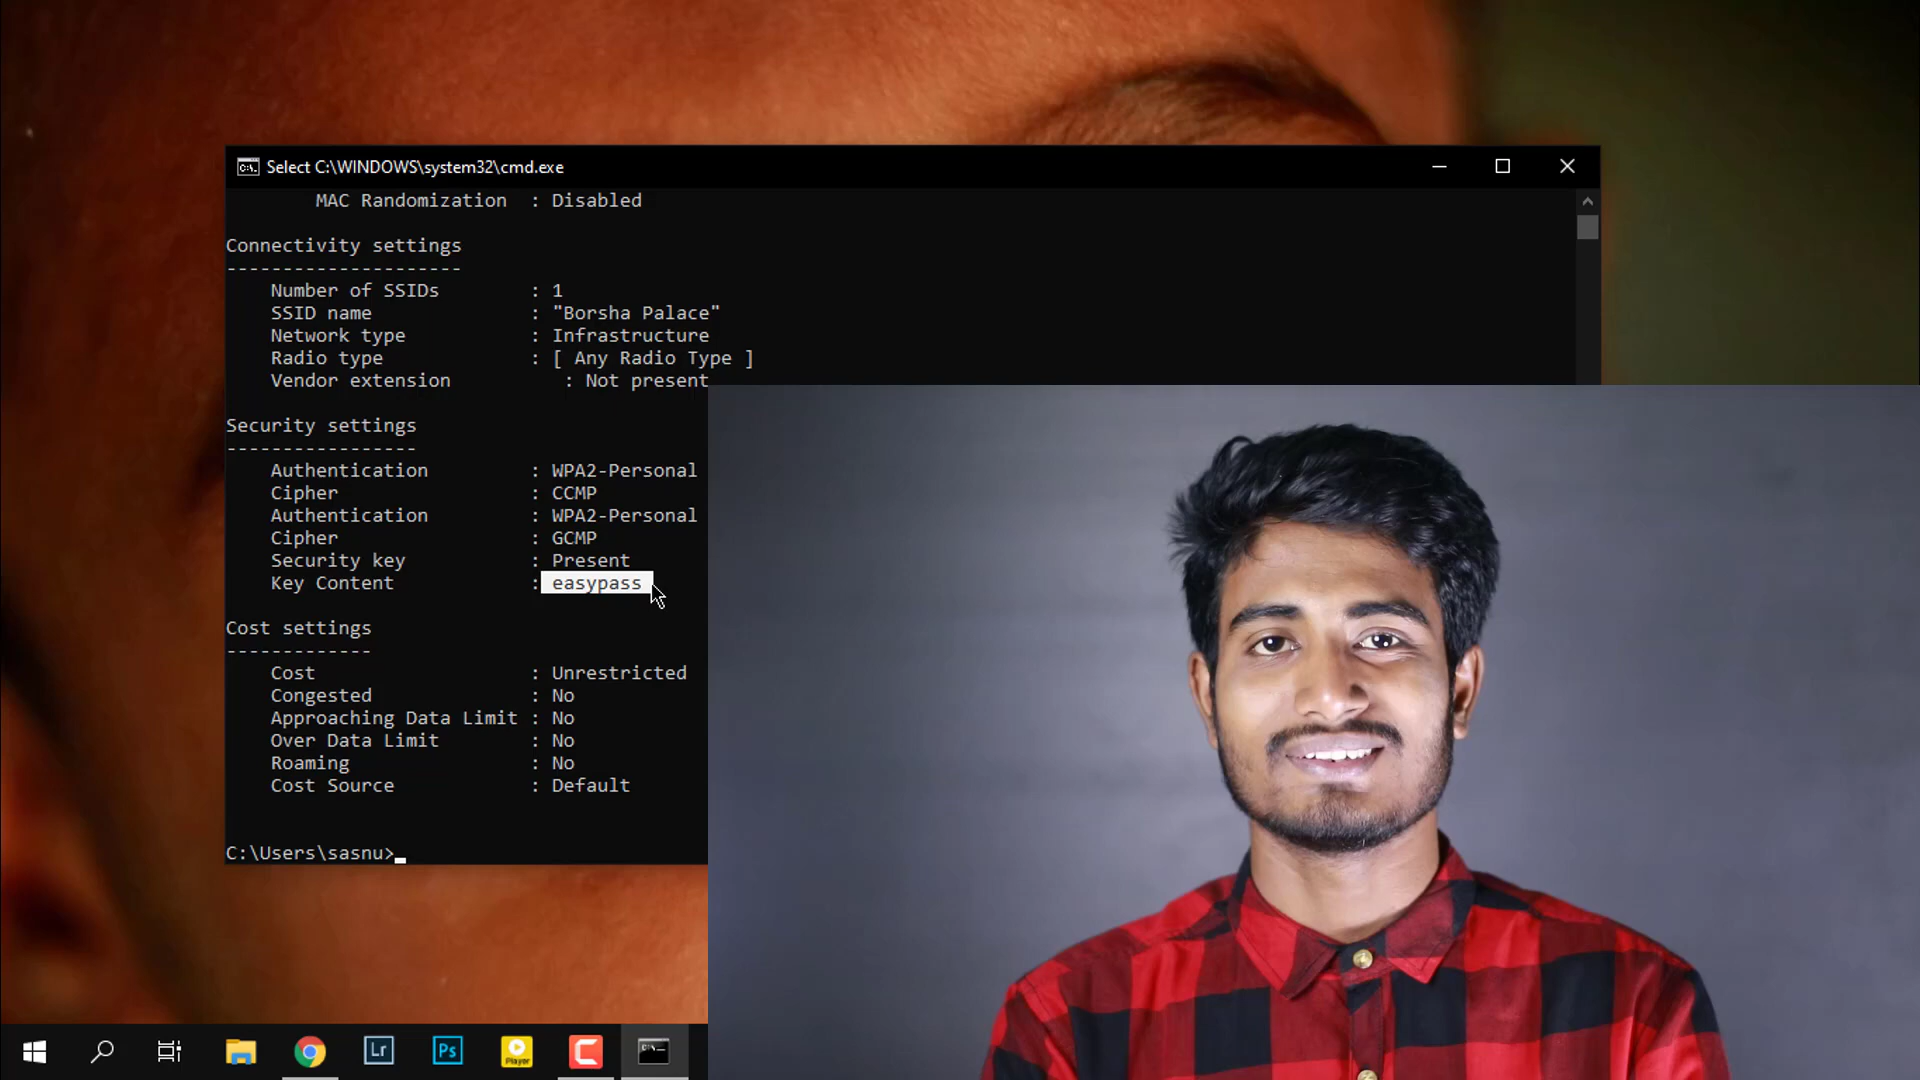 Select C:\WINDOWS\system32\cmd.exe
MAC Randomization : Disabled
Connectivity settings
---------------------
Number of SSIDs : 1
SSID name : "Borsha Palace"
Network type : Infrastructure
Radio type : [ Any Radio Type ]
Vendor extension : Not present
Security settings
-----------------
Authentication : WPA2-Personal
Cipher : CCMP
Authentication : WPA2-Personal
Cipher : GCMP
Security key : Present
Key Content : easypass
Cost settings
-------------
Cost : Unrestricted
Congested : No
Approaching Data Limit : No
Over Data Limit : No
Roaming : No
Cost Source : Default
C:\Users\sasnu>
Lr
Ps
Player